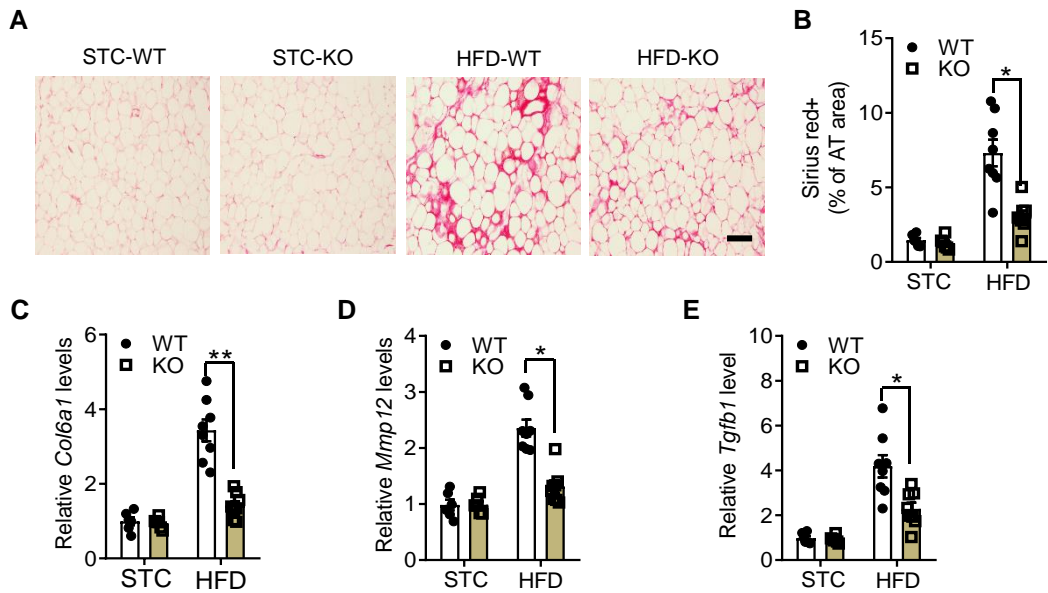 A
STC-WT
STC-KO
HFD-WT
HFD-KO
B
Sirius red+
(% of AT area)
15
10
5
0
WT
KO
*
STC
HFD
C
Relative Col6a1 levels
6
4
2
0
WT
KO
**
STC
HFD
D
Relative Mmp12 levels
4
3
2
1
0
WT
KO
*
STC
HFD
E
Relative Tgfb1 level
10
8
6
4
2
0
WT
KO
*
STC
HFD